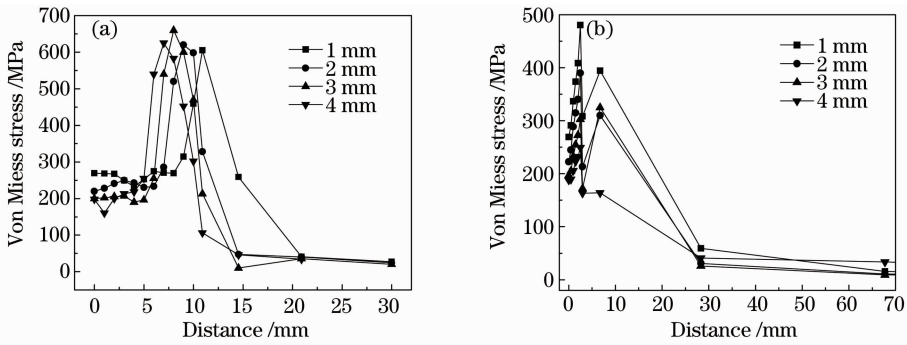 (a)
1 mm
2 mm
3 mm
4 mm
700
600
500
400
300
200
100
0
Von Miess stress /MPa
0 5 10 15 20 25 30
Distance /mm
(b)
1 mm
2 mm
3 mm
4 mm
500
400
300
200
100
0
Von Miess stress /MPa
0 10 20 30 40 50 60 70
Distance /mm